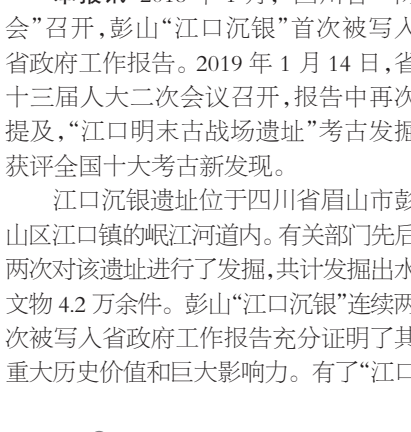 会”召开,彭山“江口沉银”首次被写入
省政府工作报告。2019 年 1 月 14 日,省
十三届人大二次会议召开,报告中再次
提及,“江口明末古战场遗址”考古发掘
获评全国十大考古新发现。
江口沉银遗址位于四川省眉山市彭
山区江口镇的岷江河道内。有关部门先后
两次对该遗址进行了发掘,共计发掘出水
文物 4.2 万余件。彭山“江口沉银”连续两
次被写入省政府工作报告充分证明了其
重大历史价值和巨大影响力。有了“江口